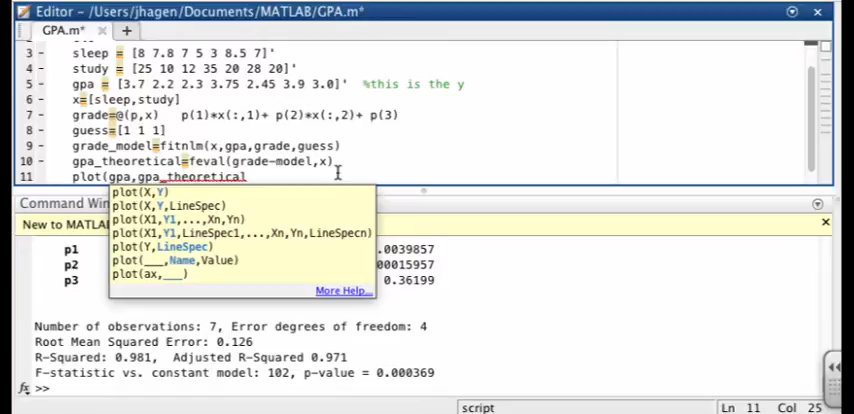 Editor - /Users/jhagen/Documents/MATLAB/GPA.m*
GPA.m* × +
3 - sleep = [8 7.8 7 5 3 8.5 7]'
4 - study = [25 10 12 35 20 28 20]'
5 - gpa = [3.7 2.2 2.3 3.75 2.45 3.9 3.0]' %this is the y
6 - x=[sleep,study]
7 - grade=@(p,x) p(1)*x(:,1)+ p(2)*x(:,2)+ p(3)
8 - guess=[1 1 1]
9 - grade_model=fitnlm(x,gpa,grade,guess)
10 - gpa_theoretical=feval(grade-model,x)
11 plot(gpa,gpa_theoretical
plot(X,Y)
plot(X,Y,LineSpec)
plot(X1,Y1,...,Xn,Yn)
plot(X1,Y1,LineSpec1,...,Xn,Yn,LineSpecn)
plot(Y,LineSpec)
plot(___,Name,Value)
plot(ax,___)
More Help...
Command Win
New to MATLA
p1 .0039857
p2 00015957
p3 0.36199
Number of observations: 7, Error degrees of freedom: 4
Root Mean Squared Error: 0.126
R-Squared: 0.981, Adjusted R-Squared 0.971
F-statistic vs. constant model: 102, p-value = 0.000369
fx >>
script Ln 11 Col 25